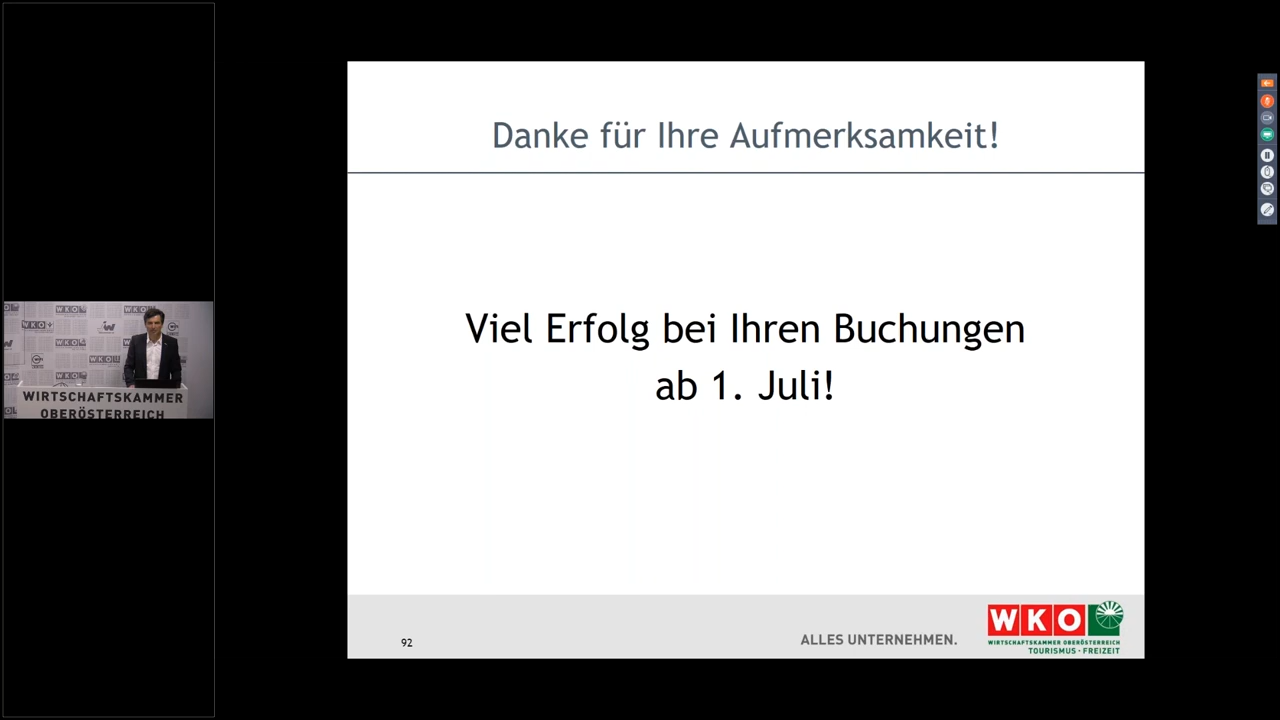 Danke für Ihre Aufmerksamkeit!
Viel Erfolg bei Ihren Buchungen
ab 1. Juli!
92
ALLES UNTERNEHMEN.
WKO
WIRTSCHAFTSKAMMER OBERÖSTERREICH
TOURISMUS · FREIZEIT
WKO
WIRTSCHAFTSKAMMER
OBERÖSTERREICH